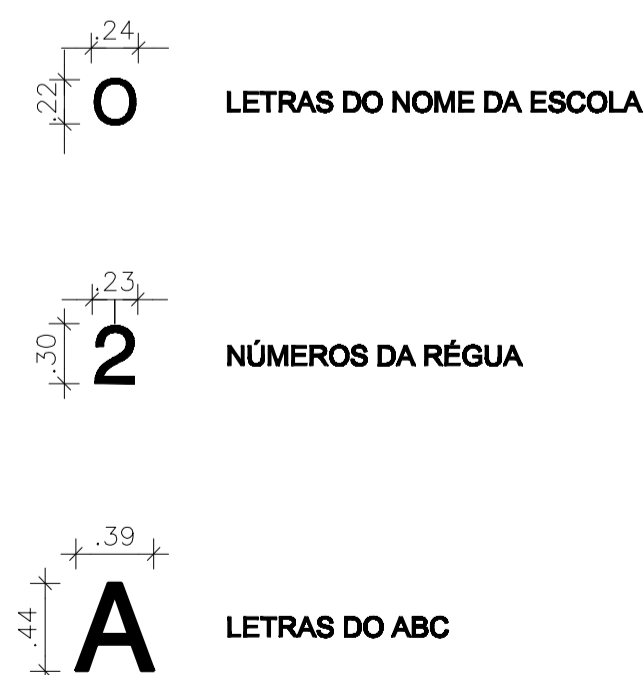 .24
.22
O
LETRAS DO NOME DA ESCOLA
.23
.30
2
NÚMEROS DA RÉGUA
.39
.44
A
LETRAS DO ABC